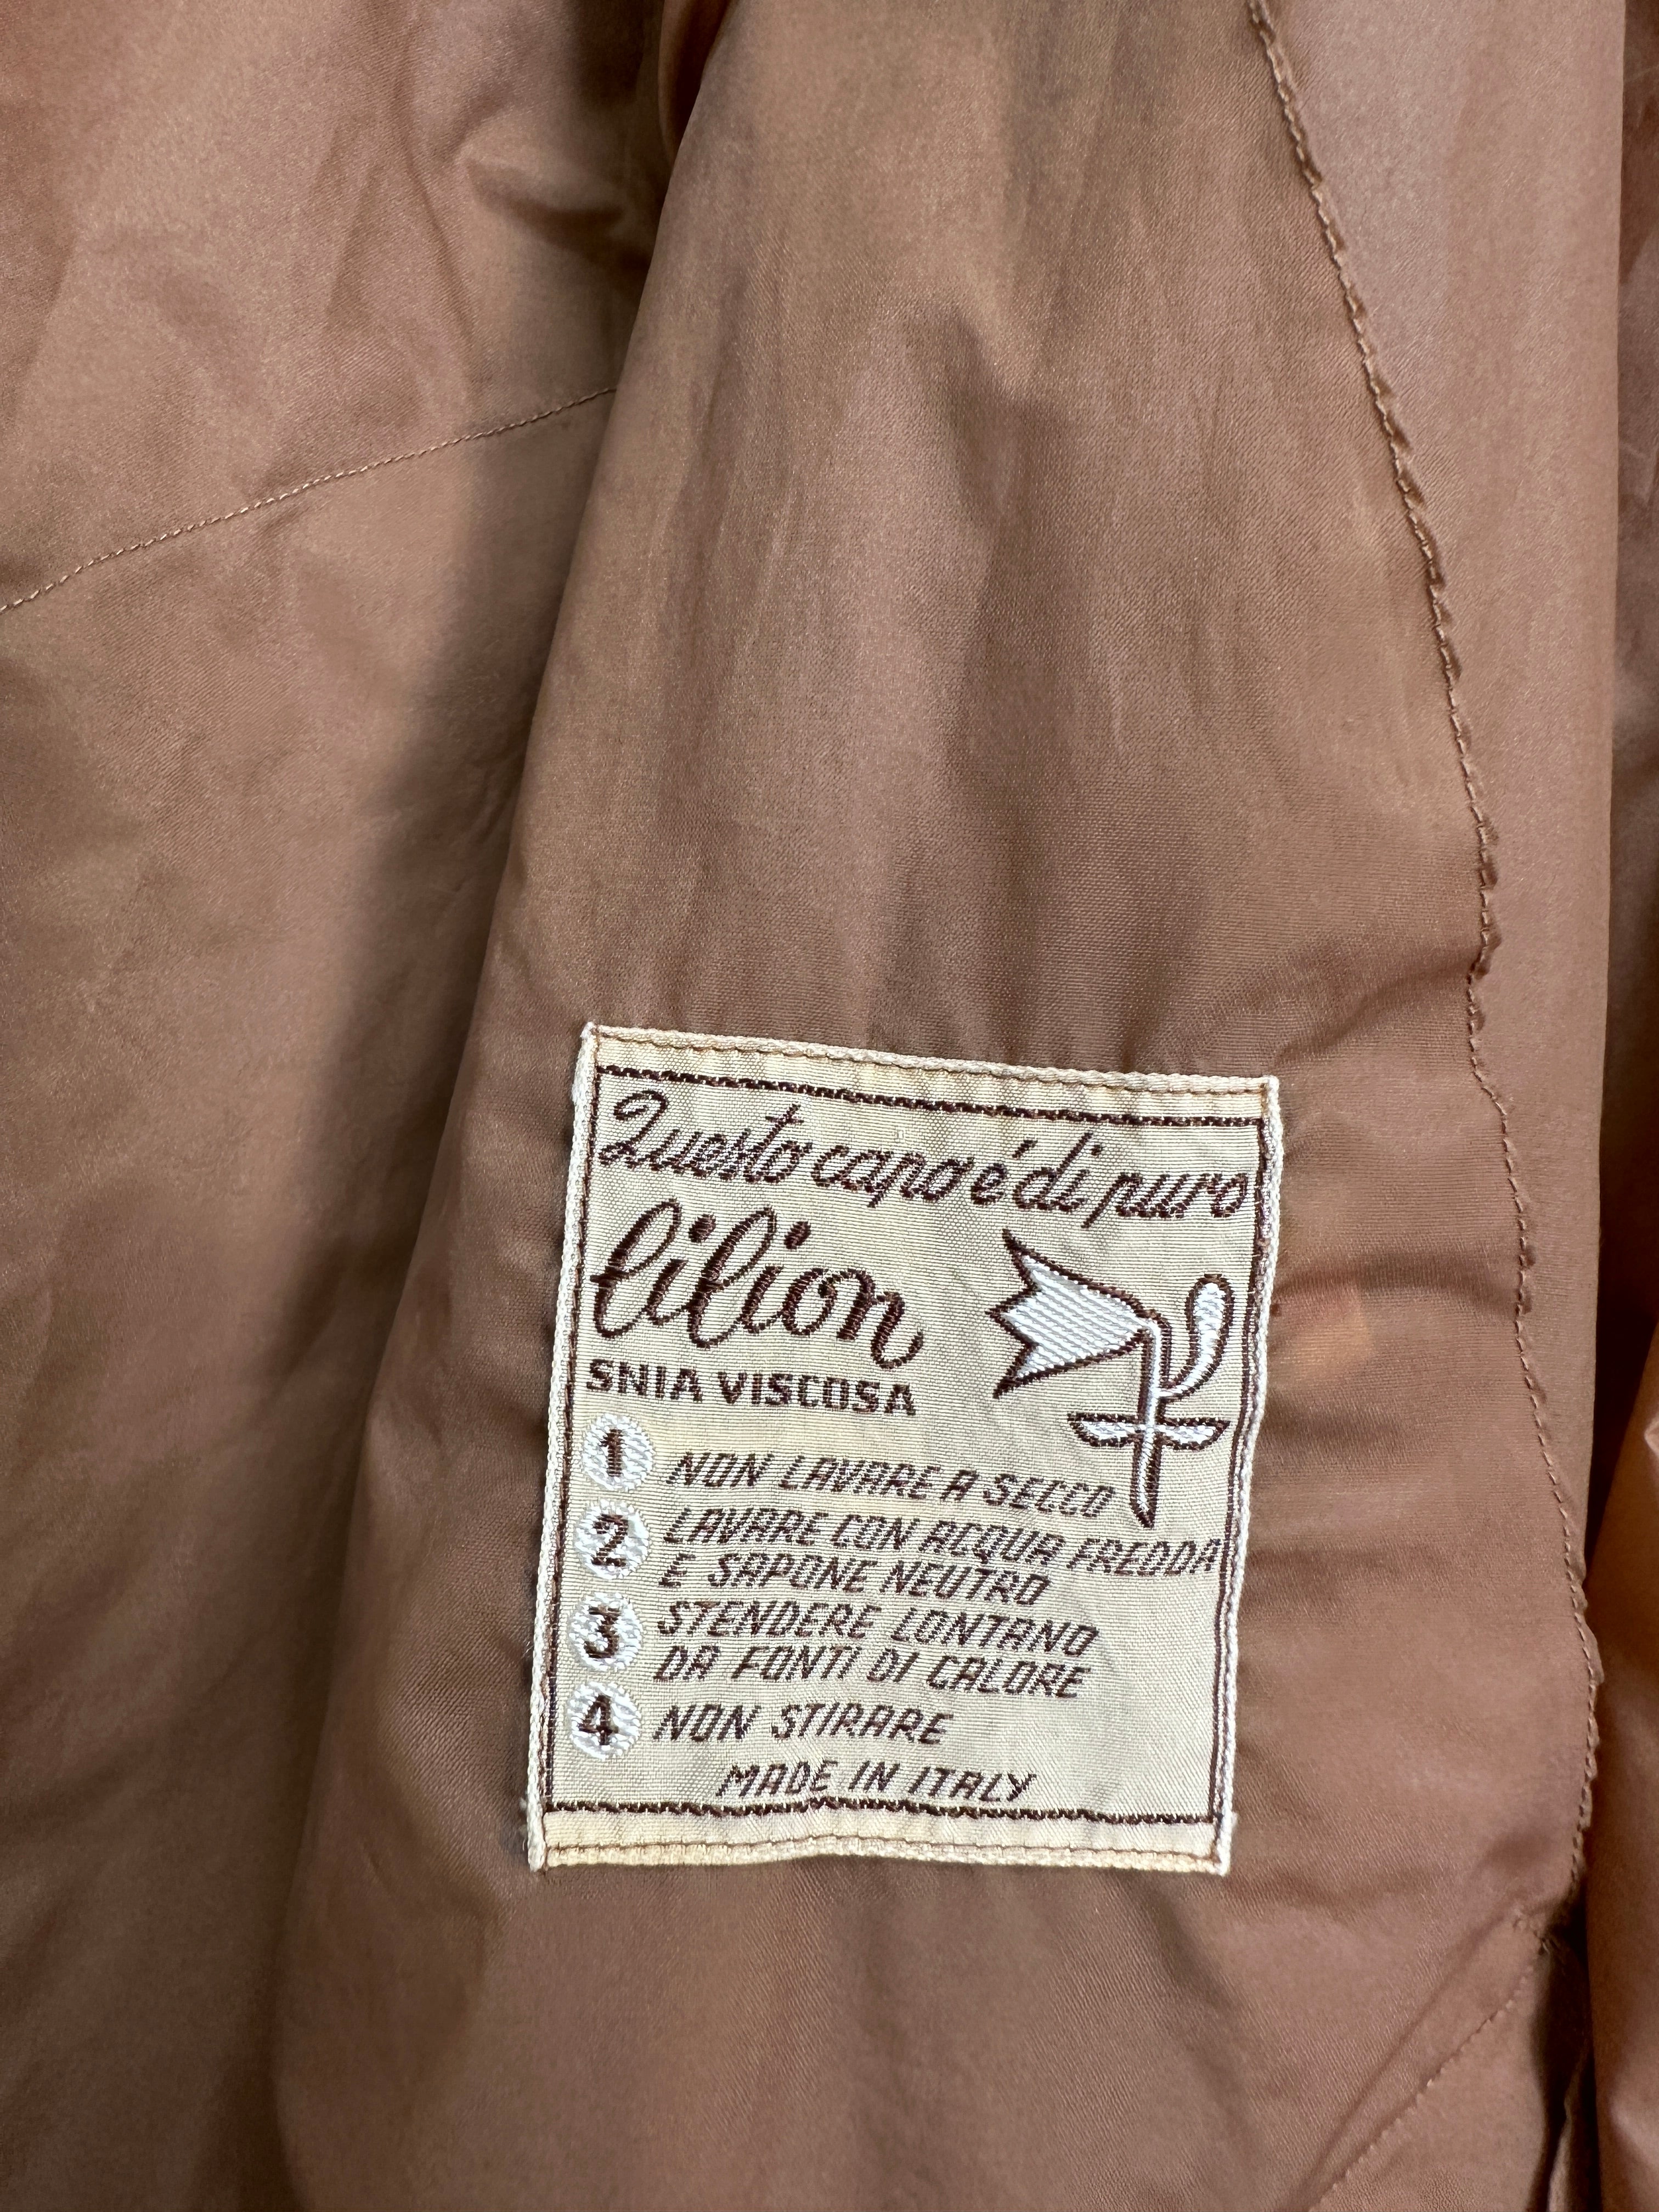 Questo capo é di puro
lilion
SNIA VISCOSA
1 NON LAVARE A SECCO
2 LAVARE CON ACQUA FREDDA
E SAPONE NEUTRO
3 STENDERE LONTANO
DA FONTI DI CALORE
4 NON STIRARE
MADE IN ITALY